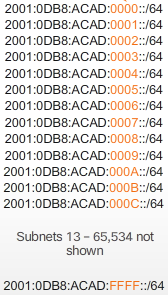 2001:0DB8:ACAD:0000::/64
2001:0DB8:ACAD:0001::/64
2001:0DB8:ACAD:0002::/64
2001:0DB8:ACAD:0003::/64
2001:0DB8:ACAD:0004::/64
2001:0DB8:ACAD:0005::/64
2001:0DB8:ACAD:0006::/64
2001:0DB8:ACAD:0007::/64
2001:0DB8:ACAD:0008::/64
2001:0DB8:ACAD:0009::/64
2001:0DB8:ACAD:000A::/64
2001:0DB8:ACAD:000B::/64
2001:0DB8:ACAD:000C::/64
Subnets 13 – 65,534 not
shown
2001:0DB8:ACAD:FFFF::/64